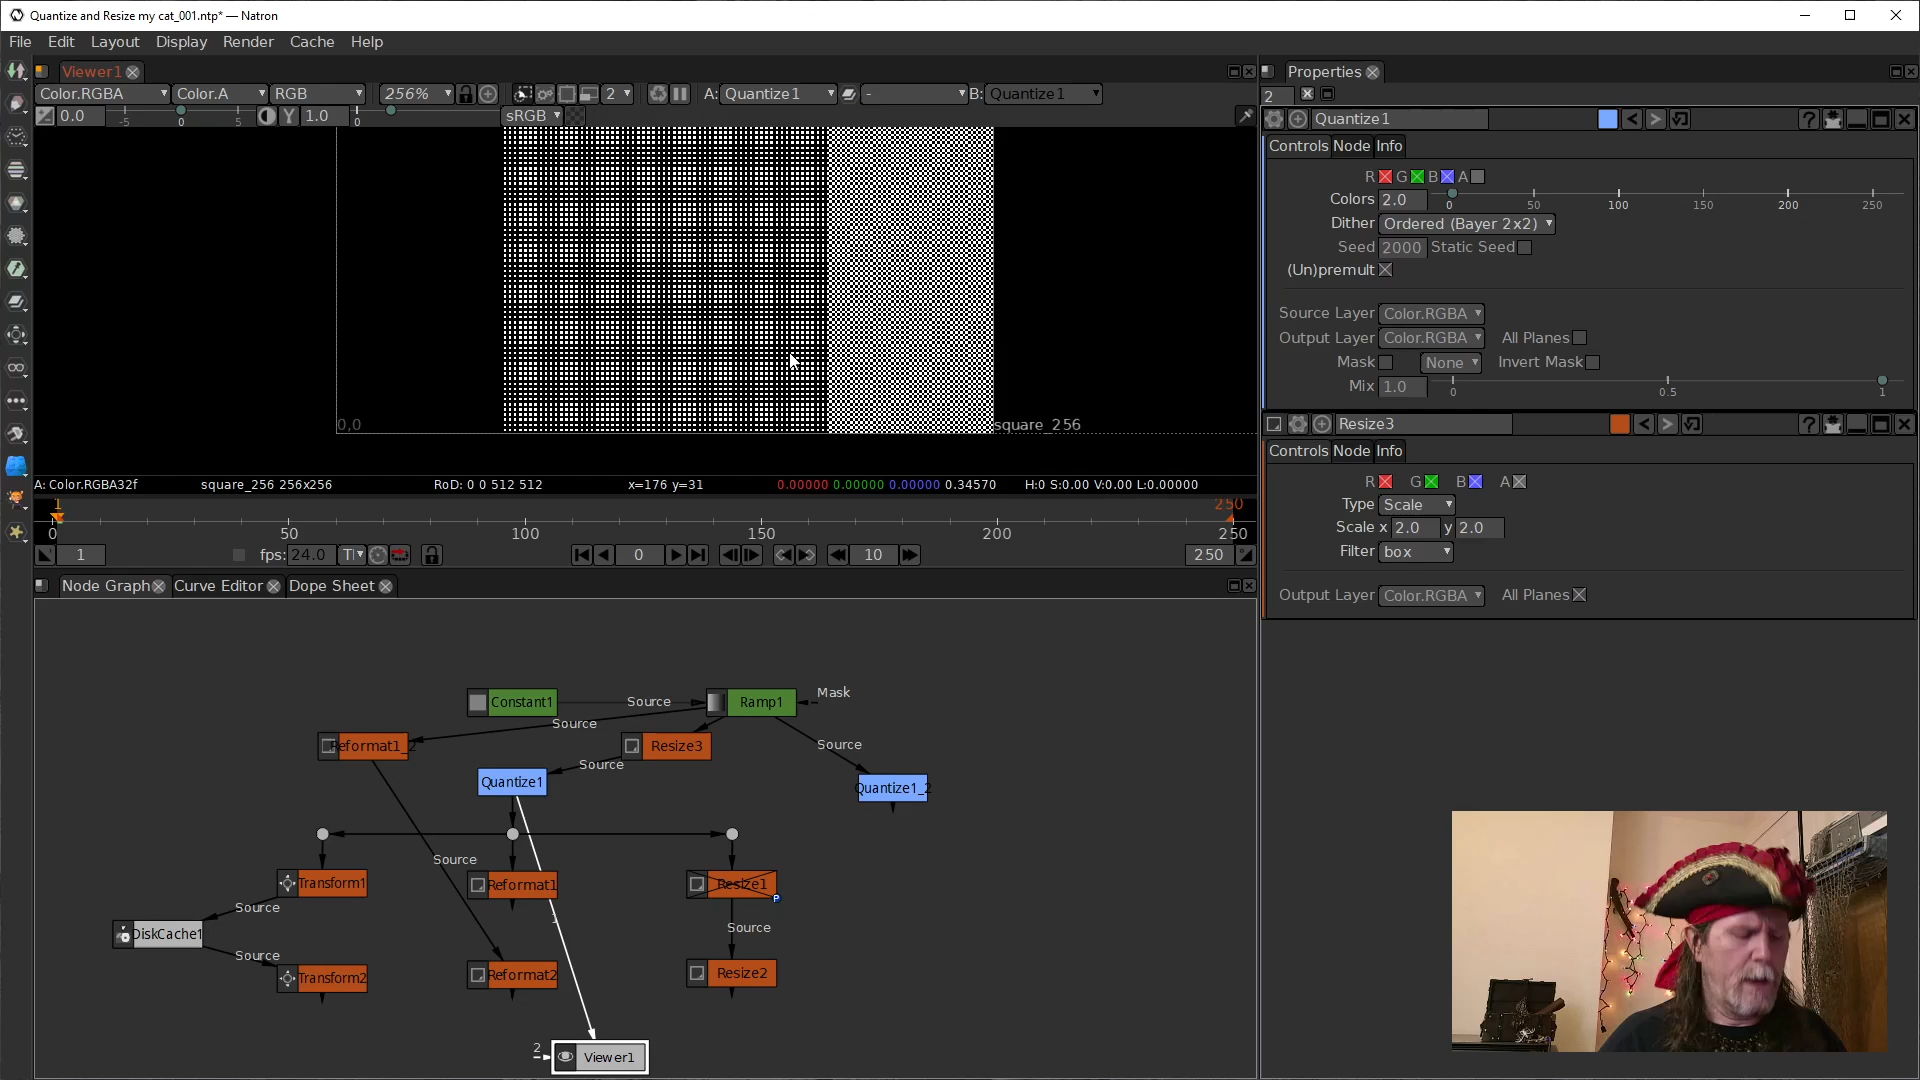 Quantize and Resize my cat_001.ntp* — Natron
File Edit Layout Display Render Cache Help
Viewer1
Color.RGBA Color.A RGB 256% 2 A: Quantize1 - B: Quantize1
0.0 -5 0 5 Y 1.0 0 sRGB
0,0
square_256
A: Color.RGBA32f square_256 256x256 RoD: 0 0 512 512 x=176 y=31 0.00000 0.00000 0.00000 0.34570 H:0 S:0.00 V:0.00 L:0.00000
1 250
0 50 100 150 200 250
1 fps: 24.0 0 10 250
Node Graph Curve Editor Dope Sheet
Constant1 Source Ramp1 Mask
Source
Reformat1_2 Resize3 Source
Source
Quantize1 Quantize1_2
Source
Transform1 Reformat1 Resize1
P
Source
1
Source
DiskCache1
Source
Transform2 Reformat2 Resize2
2
Viewer1
Properties
2
Quantize1 ?
Controls Node Info
R G B A
Colors 2.0 0 50 100 150 200 250
Dither Ordered (Bayer 2x2)
Seed 2000 Static Seed
(Un)premult
Source Layer Color.RGBA
Output Layer Color.RGBA All Planes
Mask None Invert Mask
Mix 1.0 0 0.5 1
Resize3 ?
Controls Node Info
R G B A
Type Scale
Scale x 2.0 y 2.0
Filter box
Output Layer Color.RGBA All Planes